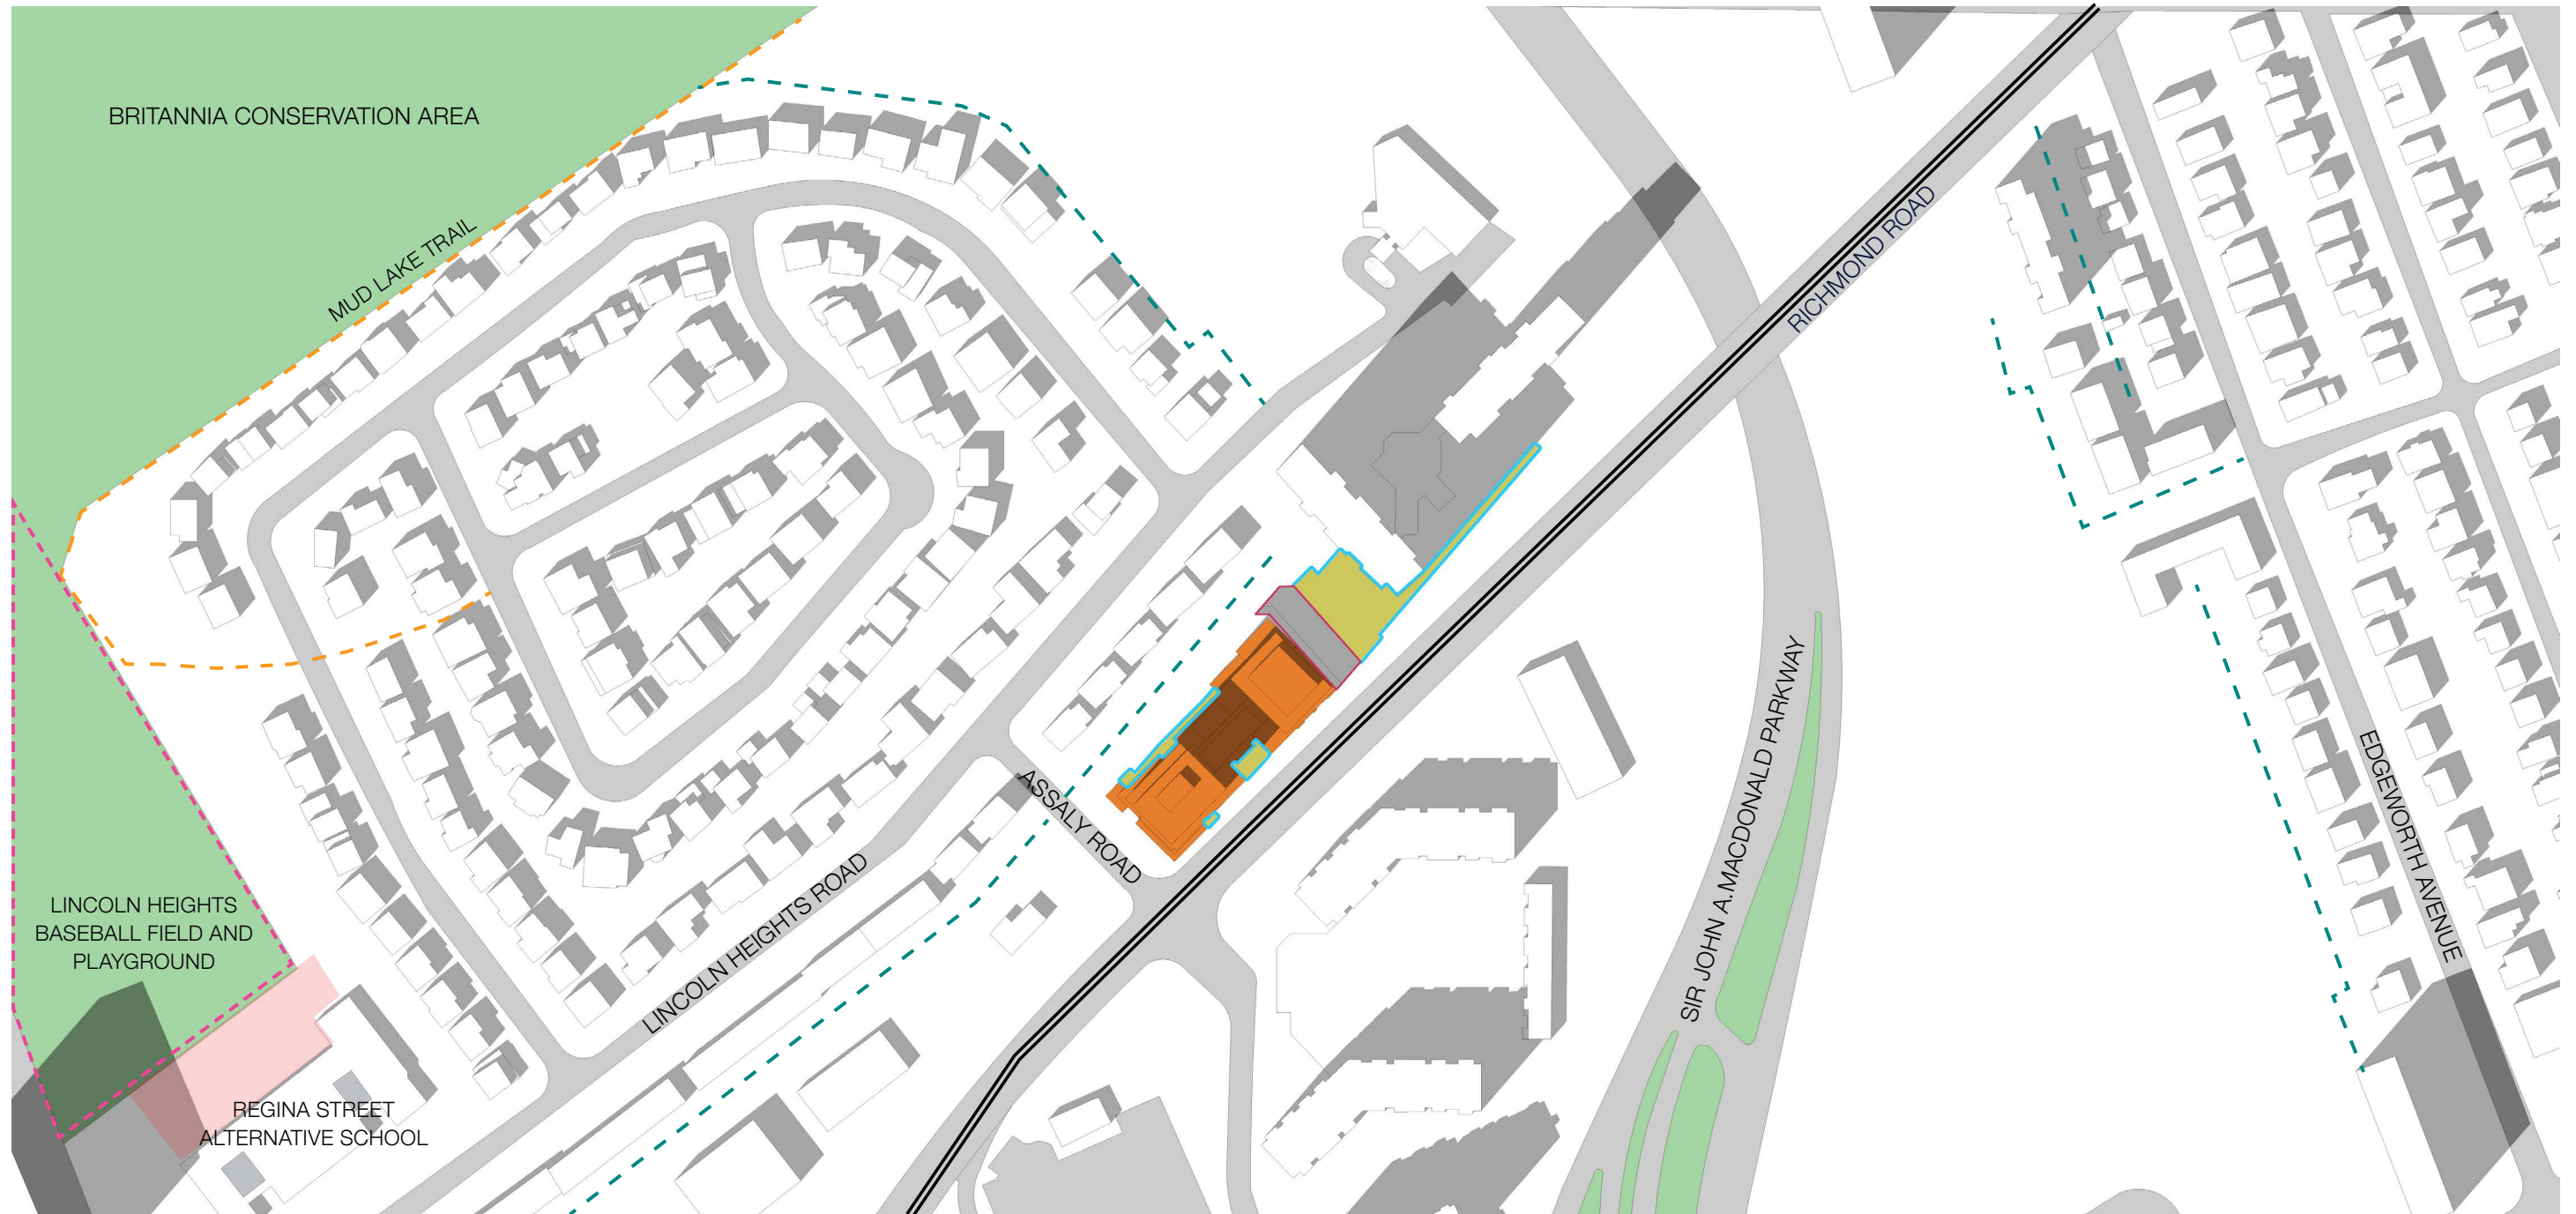 BRITANNIA CONSERVATION AREA
MUD LAKE TRAIL
RICHMOND ROAD
SIR JOHN A.MACDONALD PARKWAY
EDGEWORTH AVENUE
ASSALY ROAD
LINCOLN HEIGHTS ROAD
LINCOLN HEIGHTS
BASEBALL FIELD AND
PLAYGROUND
REGINA STREET
ALTERNATIVE SCHOOL